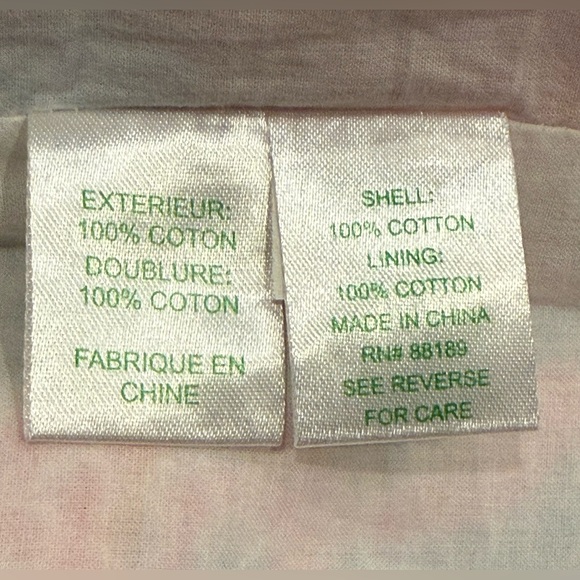 EXTERIEUR:
100% COTON
DOUBLURE:
100% COTON
FABRIQUE EN
CHINE
SHELL:
100% COTTON
LINING:
100% COTTON
MADE IN CHINA
RN# 88189
SEE REVERSE
FOR CARE